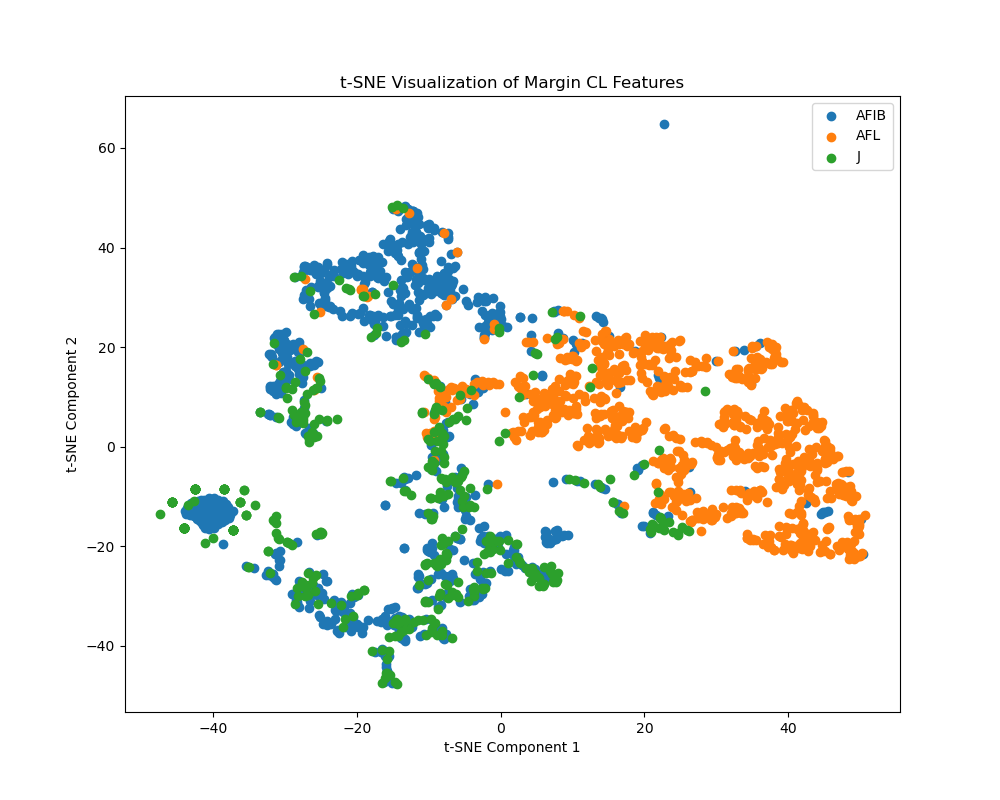 t-SNE Visualization of Margin CL Features
AFIB
AFL
J
60
40
20
0
−20
−40
t-SNE Component 2
−40
−20
0
20
40
t-SNE Component 1